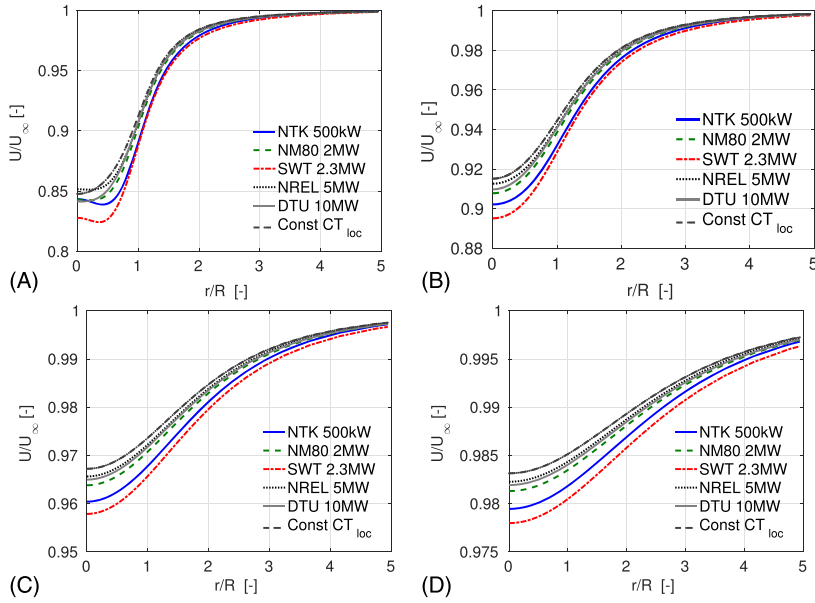 1
0.95
0.9
0.85
0.8
U/U∞ [-]
0 1 2 3 4 5
r/R [-]
NTK 500kW
NM80 2MW
SWT 2.3MW
NREL 5MW
DTU 10MW
Const CT loc
(A)
1
0.98
0.96
0.94
0.92
0.9
0.88
U/U∞ [-]
0 1 2 3 4 5
r/R [-]
NTK 500kW
NM80 2MW
SWT 2.3MW
NREL 5MW
DTU 10MW
Const CT loc
(B)
1
0.99
0.98
0.97
0.96
0.95
U/U∞ [-]
0 1 2 3 4 5
r/R [-]
NTK 500kW
NM80 2MW
SWT 2.3MW
NREL 5MW
DTU 10MW
Const CT loc
(C)
1
0.995
0.99
0.985
0.98
0.975
U/U∞ [-]
0 1 2 3 4 5
r/R [-]
NTK 500kW
NM80 2MW
SWT 2.3MW
NREL 5MW
DTU 10MW
Const CT loc
(D)